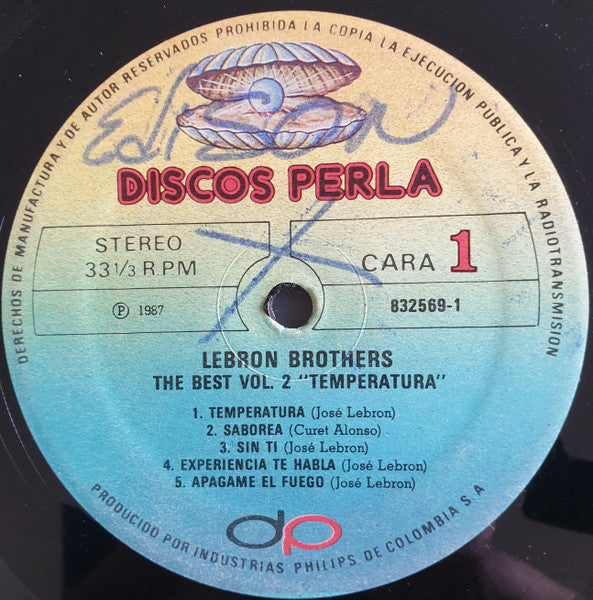 DERECHOS DE MANUFACTURA Y DE AUTOR RESERVADOS PROHIBIDA LA COPIA LA EJECUCION PUBLICA Y LA RADIOTRANSMISION
Edison
DISCOS PERLA
STEREO
33 1/3 R.P.M
CARA 1
Ⓟ 1987
832569-1
LEBRON BROTHERS
THE BEST VOL. 2 "TEMPERATURA"
1. TEMPERATURA (José Lebron)
2. SABOREA (Curet Alonso)
3. SIN TI (José Lebron)
4. EXPERIENCIA TE HABLA (José Lebron)
5. APAGAME EL FUEGO (José Lebron)
dp
PRODUCIDO POR INDUSTRIAS PHILIPS DE COLOMBIA S.A